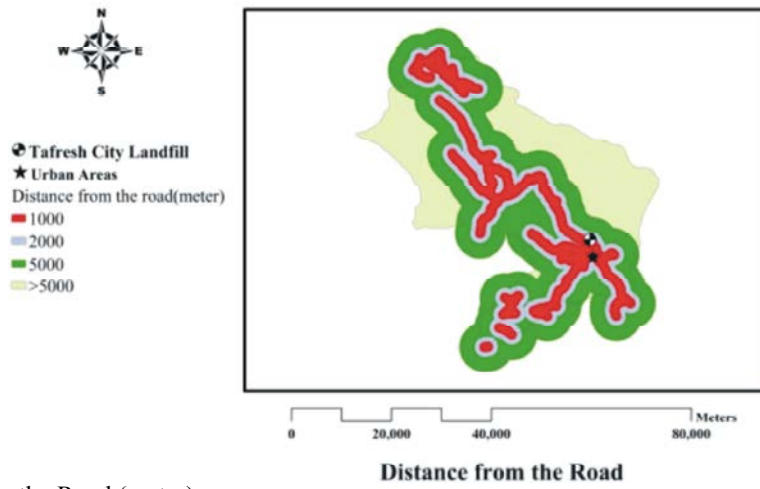 N
W E
S
Tafresh City Landfill
Urban Areas
Distance from the road(meter)
1000
2000
5000
>5000
Meters
0 20,000 40,000 80,000
Distance from the Road